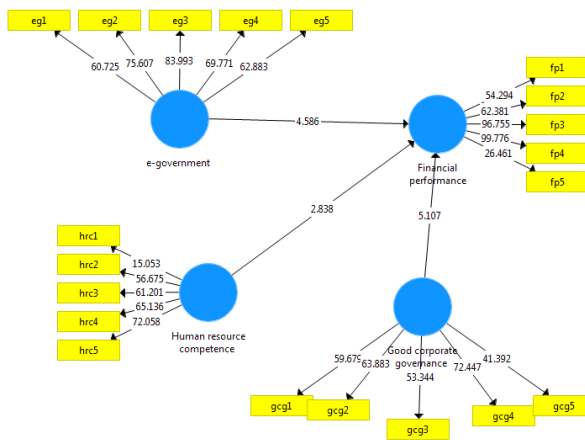 eg1 eg2 eg3 eg4 eg5
60.725 75.607 83.993 69.771 62.883
e-government
4.586
fp1
fp2
fp3
fp4
fp5
54.294
62.381
96.755
99.776
26.461
Financial
performance
2.838
5.107
hrc1
hrc2
hrc3
hrc4
hrc5
15.053
56.675
61.201
65.136
72.058
Human resource
competence
Good corporate
governance
59.679 63.883 53.344 72.447 41.392
gcg1 gcg2 gcg3 gcg4 gcg5